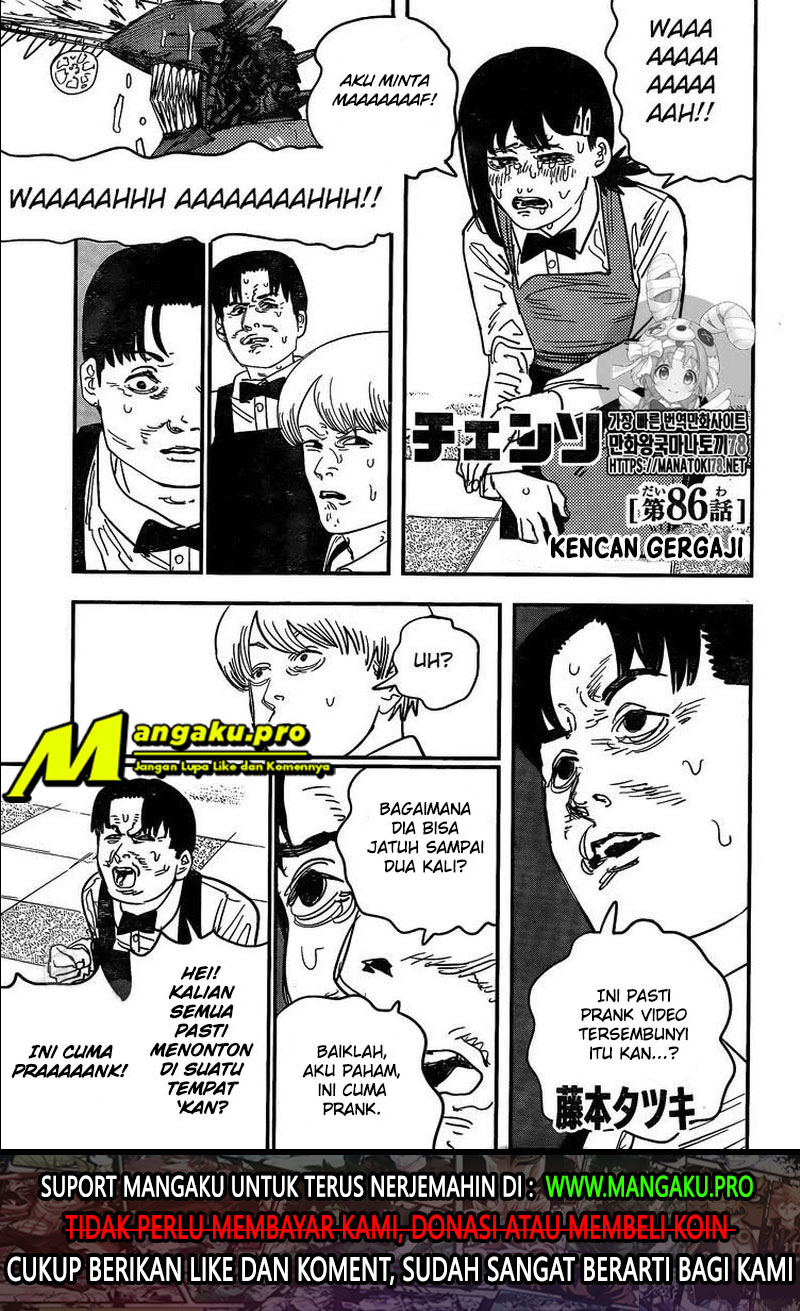 WAAA
AAAAA
AAAAA
AAH!!
AKU MINTA
MAAAAAAAF!
WAAAAAHHH AAAAAAAAHHH!!
チェンソ
가장 빠른 번역만화사이트
만화왕국마나토끼78
HTTPS://MANATOKI78.NET
[第86話]
だい わ
KENCAN GERGAJI
UH?
Mangaku.pro
Jangan Lupa Like dan Komennya
INI PASTI
PRANK VIDEO
TERSEMBUNYI
ITU KAN...?
藤本タツキ
BAGAIMANA
DIA BISA
JATUH SAMPAI
DUA KALI?
BAIKLAH,
AKU PAHAM,
INI CUMA
PRANK.
HEI!
KALIAN
SEMUA
PASTI
MENONTON
DI SUATU
TEMPAT
‘KAN?
INI CUMA
PRAAAAANK!
SUPORT MANGAKU UNTUK TERUS NERJEMAHIN DI : WWW.MANGAKU.PRO
TIDAK PERLU MEMBAYAR KAMI, DONASI ATAU MEMBELI KOIN
CUKUP BERIKAN LIKE DAN KOMENT, SUDAH SANGAT BERARTI BAGI KAMI